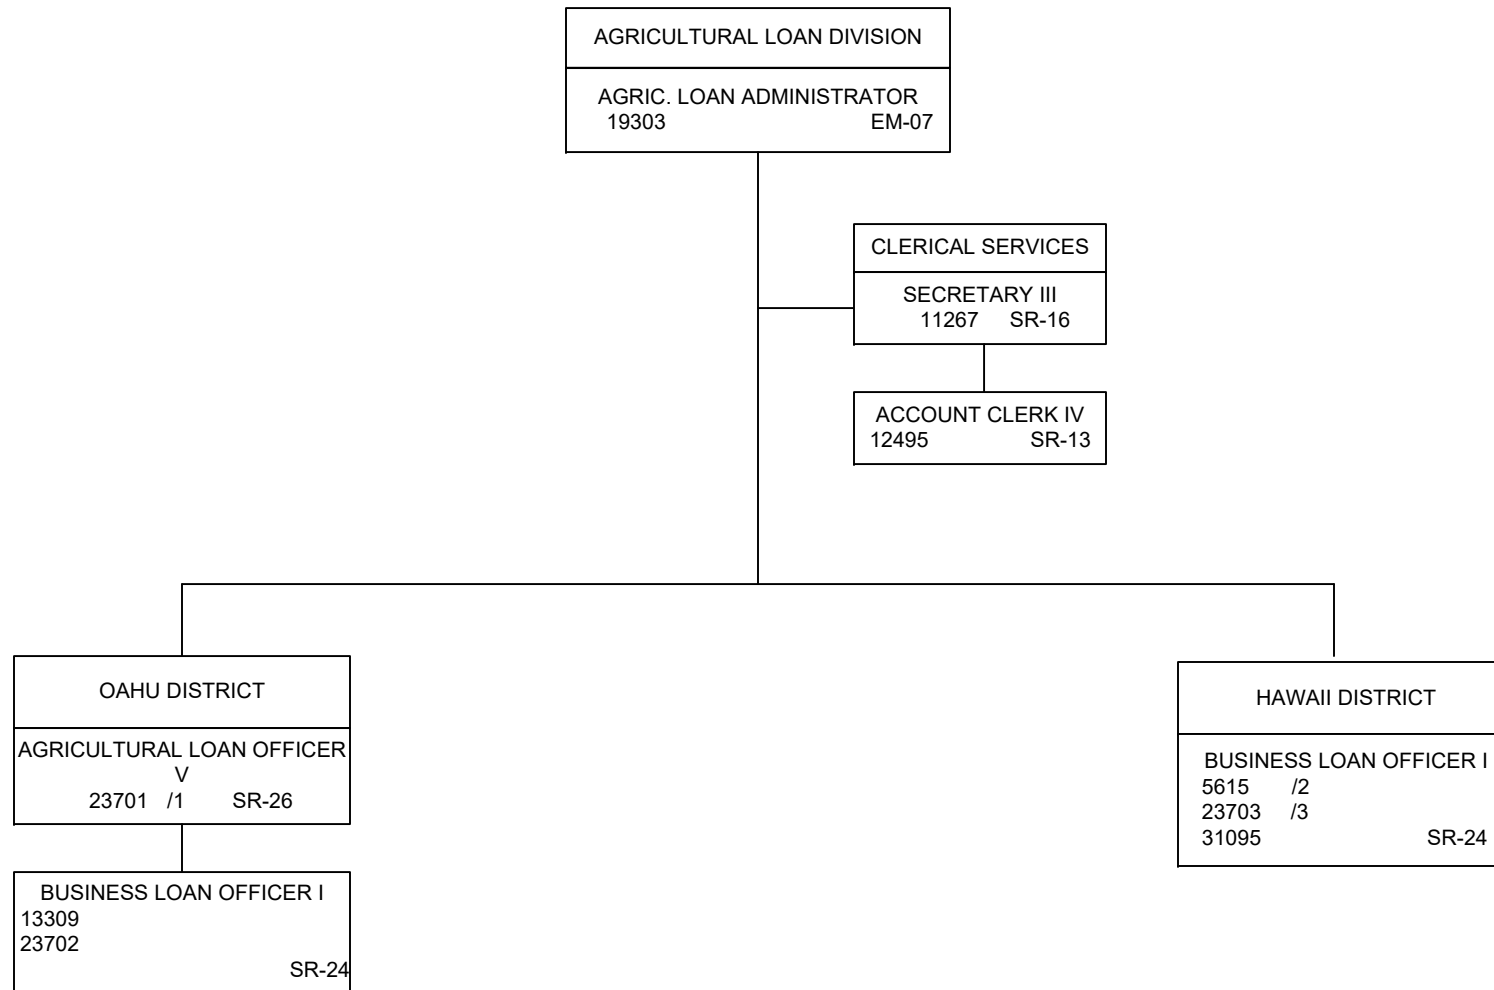 AGRICULTURAL LOAN DIVISION
AGRIC. LOAN ADMINISTRATOR
19303 EM-07
CLERICAL SERVICES
SECRETARY III
11267 SR-16
ACCOUNT CLERK IV
12495 SR-13
OAHU DISTRICT
AGRICULTURAL LOAN OFFICER
V
23701 /1 SR-26
BUSINESS LOAN OFFICER I
13309
23702
SR-24
HAWAII DISTRICT
BUSINESS LOAN OFFICER I
5615 /2
23703 /3
31095 SR-24